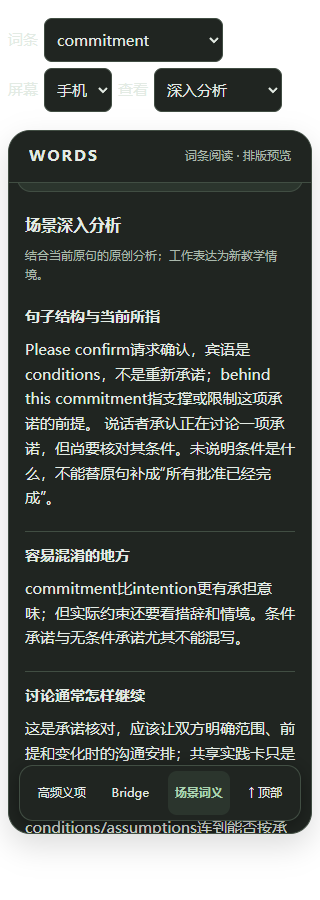 词条 commitment
屏幕 手机 查看 深入分析
WORDS 词条阅读 · 排版预览
场景深入分析
结合当前原句的原创分析；工作表达为新教学情
境。
句子结构与当前所指
Please confirm请求确认，宾语是
conditions，不是重新承诺；behind
this commitment指支撑或限制这项承
诺的前提。 说话者承认正在讨论一项承
诺，但尚要核对其条件。未说明条件是什
么，不能替原句补成“所有批准已经完
成”。
容易混淆的地方
commitment比intention更有承担意
味；但实际约束还要看措辞和情境。条件
承诺与无条件承诺尤其不能混写。
讨论通常怎样继续
这是承诺核对，应该让双方明确范围、前
提和变化时的沟通安排；共享实践卡只是
高频义项 Bridge 场景词义 ↑ 顶部
conditions/assumptions连到能否按承